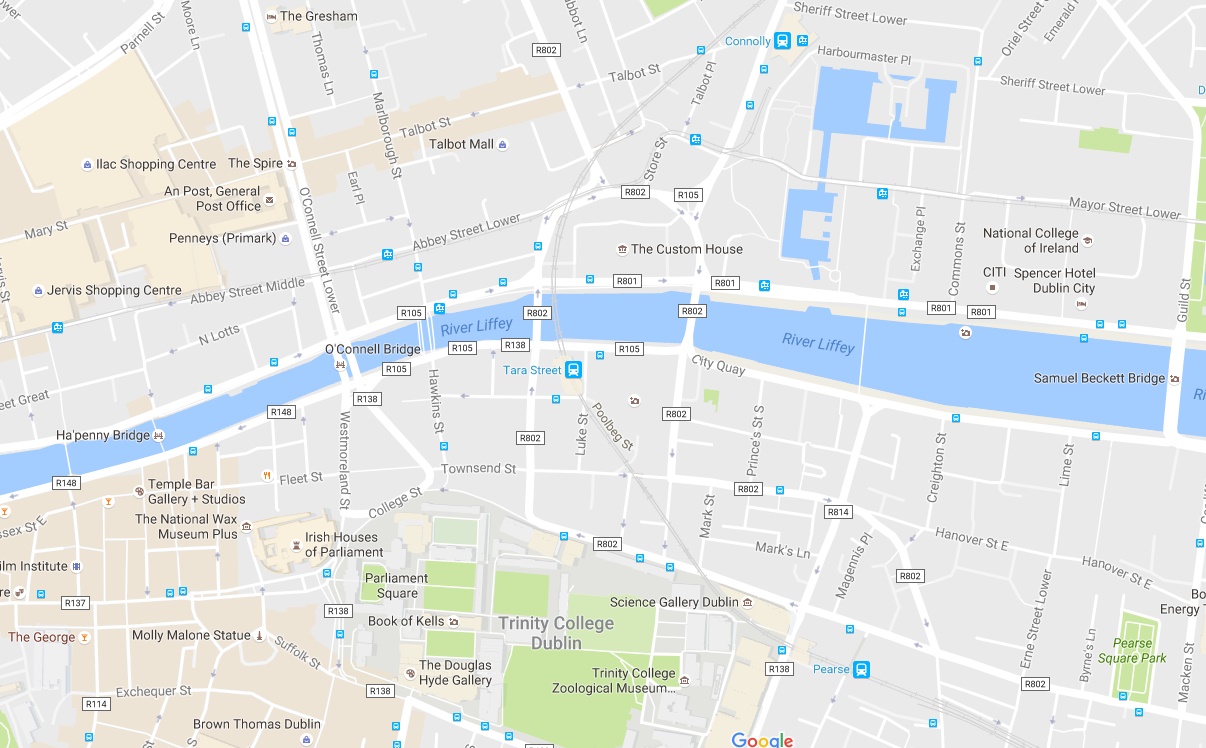 ower
Parnell St
Moore Ln
The Gresham
Thomas Ln
Marlborough St
R802
Talbot St
Talbot St
Talbot Pl
Connolly
Sheriff Street Lower
Harbourmaster Pl
Oriel Street Lower
Emerald
Sheriff Street Lower
D
Talbot Mall
Store St
Ilac Shopping Centre
The Spire
An Post, General
Post Office
Earl Pl
O'Connell Street Lower
R802
R105
Mayor Street Lower
Mary St
Penneys (Primark)
Abbey Street Lower
The Custom House
Exchange Pl
Commons St
National College
of Ireland
CITI
Spencer Hotel
Dublin City
Guild St
Jervis Shopping Centre
Abbey Street Middle
N Lotts
R801
R801
R801
R801
R105
R802
R802
River Liffey
River Liffey
O'Connell Bridge
R105
R138
R105
R105
R138
Tara Street
City Quay
Samuel Beckett Bridge
Ri
eet Great
R148
Ha'penny Bridge
Hawkins St
Westmoreland St
R802
R802
Luke St
Poolbeg St
Prince's St S
Creighton St
Lime St
R148
Fleet St
Townsend St
College St
R802
R814
Mark St
Temple Bar
Gallery + Studios
The National Wax
Museum Plus
ssex St E
Irish Houses
of Parliament
R802
Mark's Ln
Magennis Pl
Hanover St E
Hanover St E
R802
ilm Institute
re
R137
R138
Parliament
Square
Book of Kells
Trinity College
Dublin
Science Gallery Dublin
Erne Street Lower
Byrne's Ln
Pearse
Square Park
Macken St
Bo
Energy T
The George
Molly Malone Statue
Suffolk St
The Douglas
Hyde Gallery
Trinity College
Zoological Museum...
R138
Pearse
R802
Exchequer St
R138
R114
Brown Thomas Dublin
Google